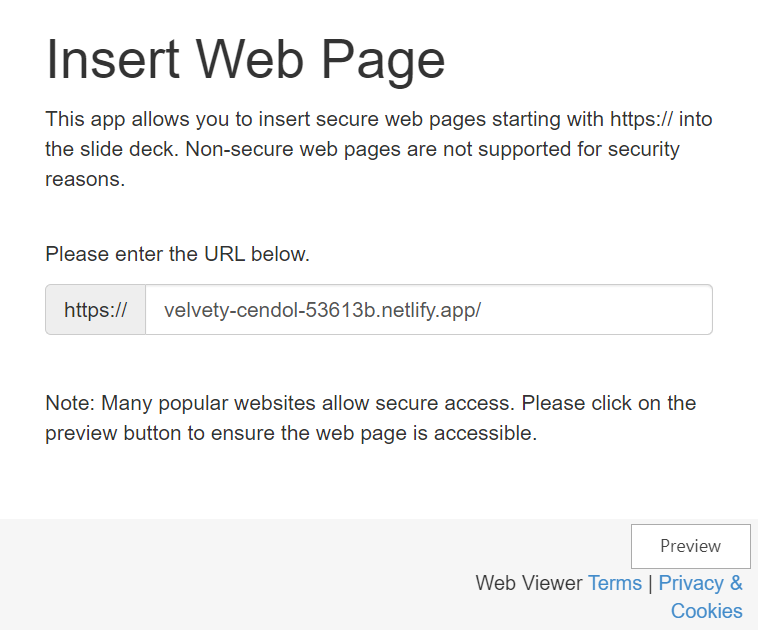 Insert Web Page
This app allows you to insert secure web pages starting with https:// into
the slide deck. Non-secure web pages are not supported for security
reasons.
Please enter the URL below.
https:// velvety-cendol-53613b.netlify.app/
Note: Many popular websites allow secure access. Please click on the
preview button to ensure the web page is accessible.
Preview
Web Viewer Terms | Privacy &
Cookies